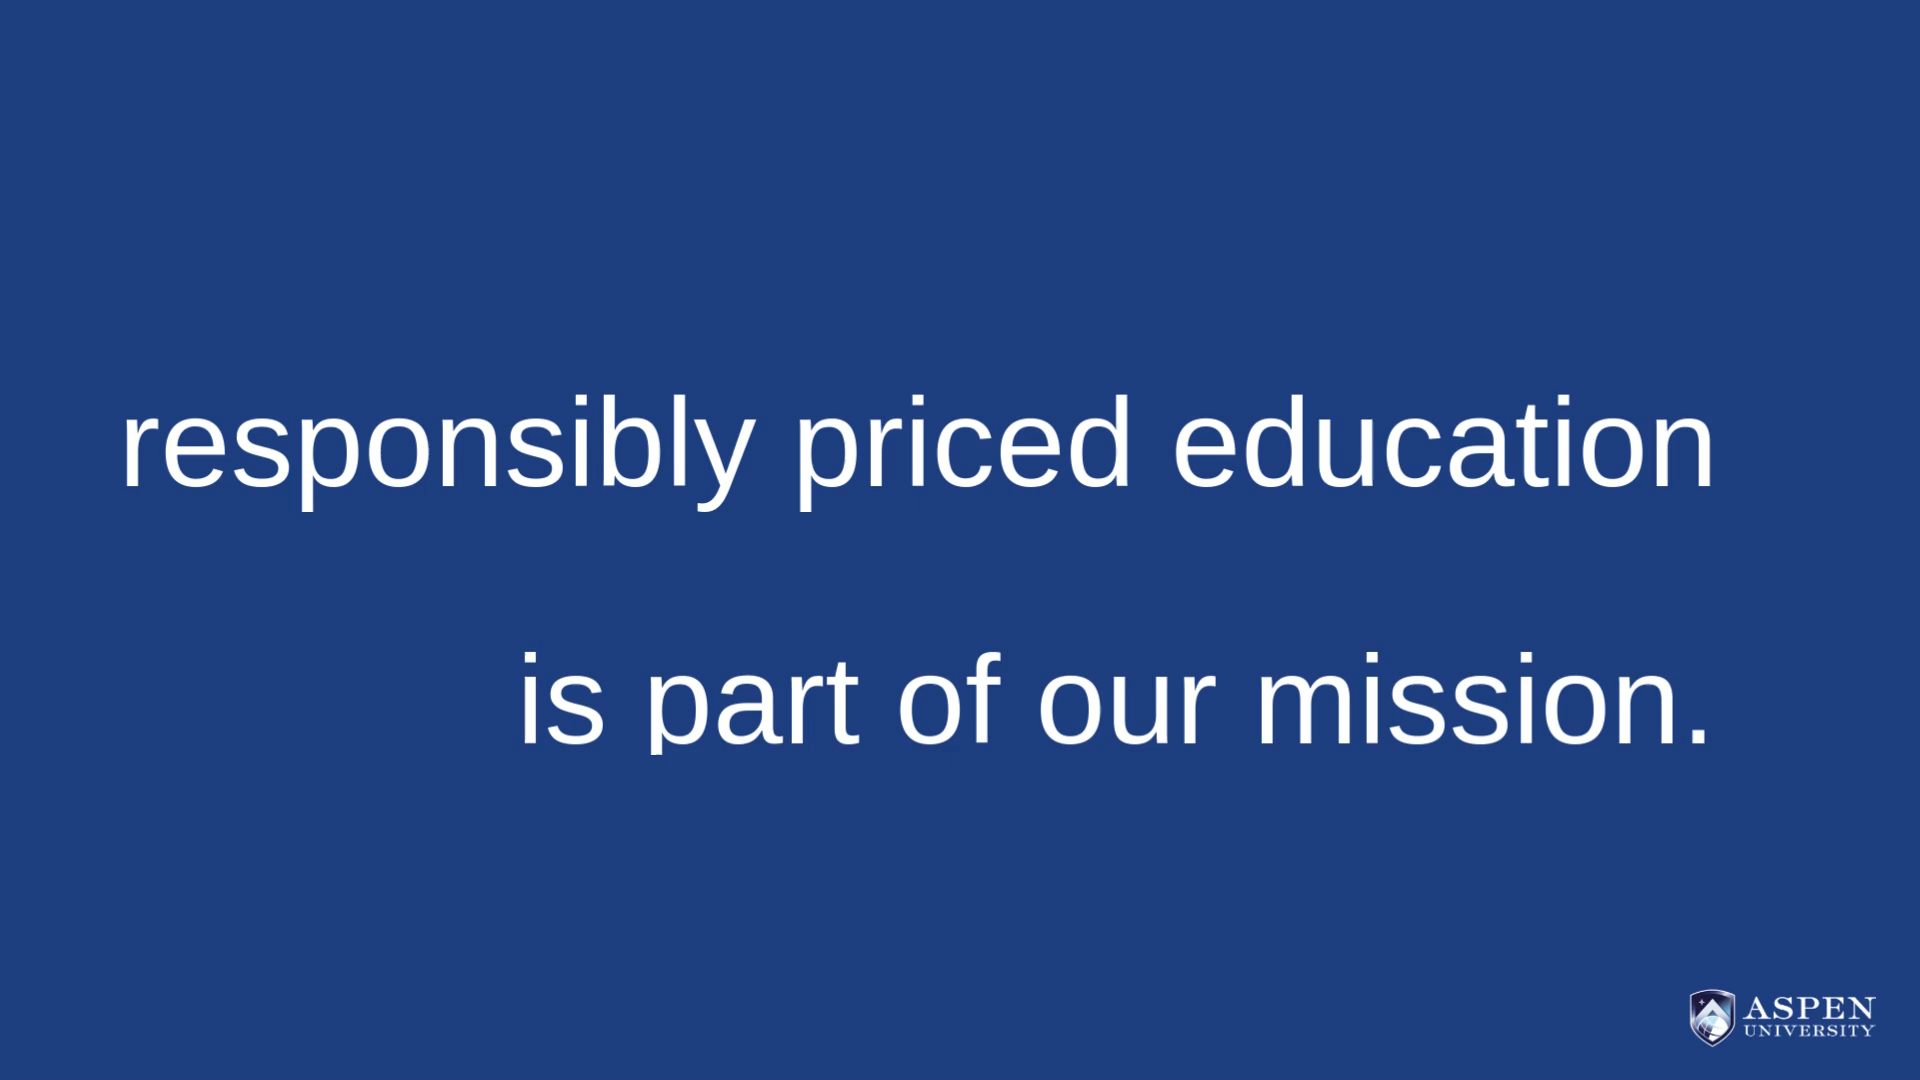 responsibly priced education
is part of our mission.
ASPEN
UNIVERSITY